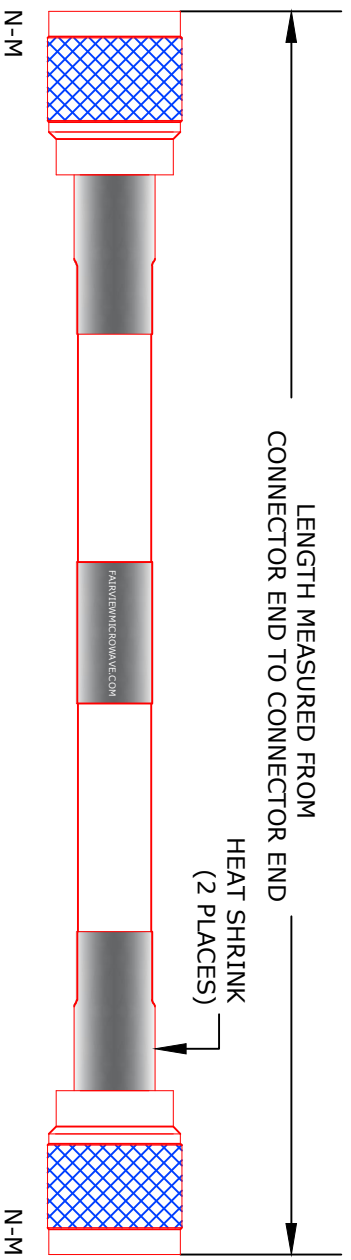 LENGTH MEASURED FROM
CONNECTOR END TO CONNECTOR END
HEAT SHRINK
(2 PLACES)
FAIRVIEWMICROWAVE.COM
N-M
N-M